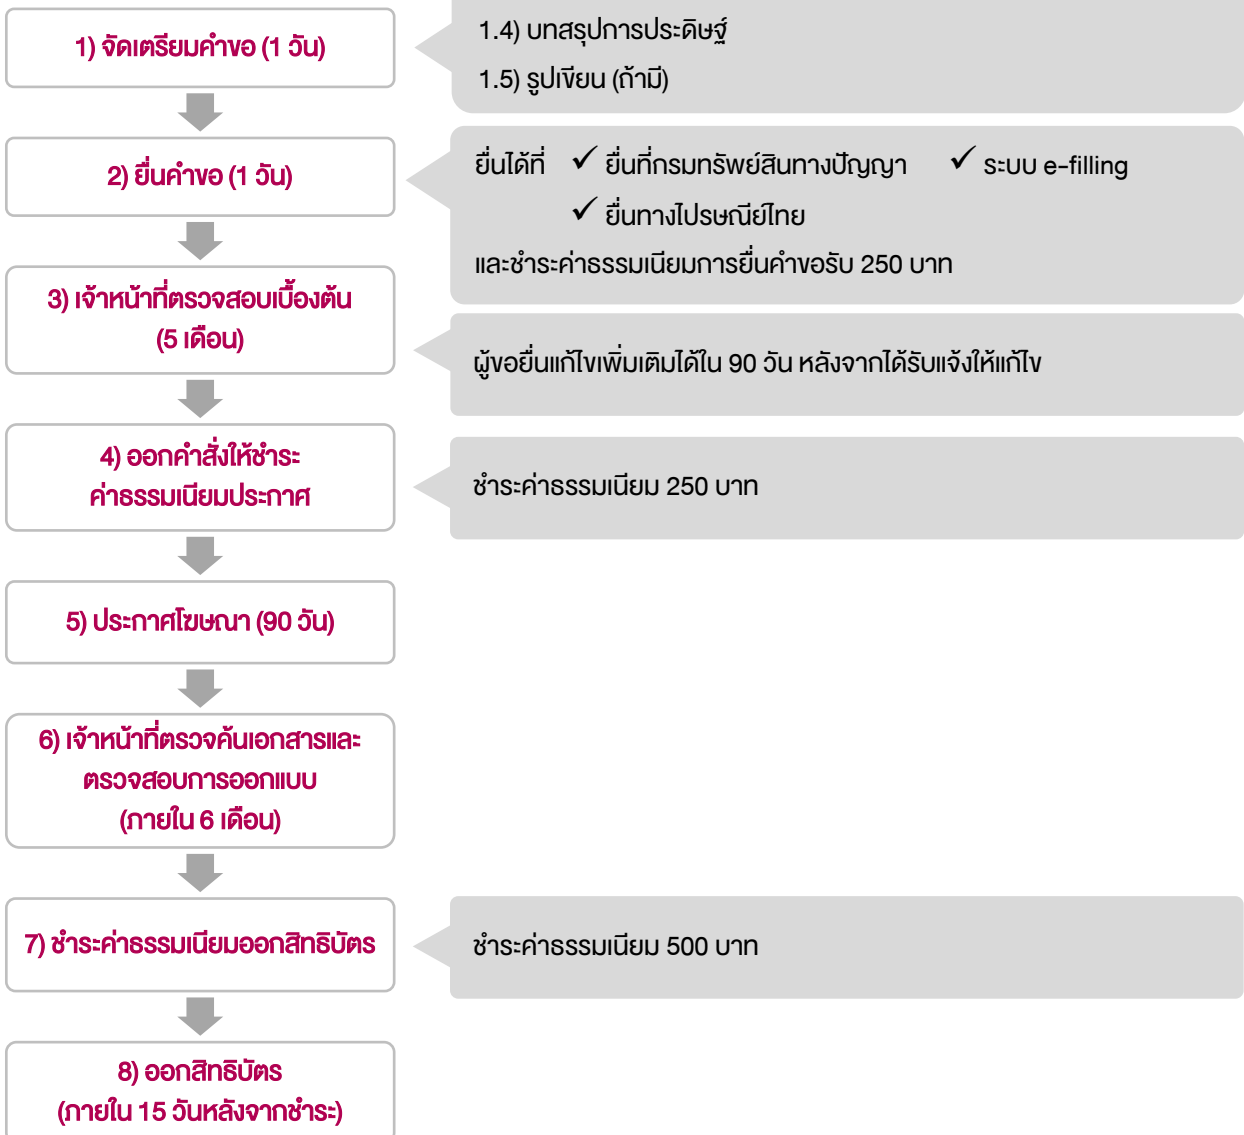 1) จัดเตรียมคำขอ (1 วัน)
1.4) บทสรุปการประดิษฐ์
1.5) รูปเขียน (ถ้ามี)
2) ยื่นคำขอ (1 วัน)
ยื่นได้ที่ ✓ ยื่นที่กรมทรัพย์สินทางปัญญา ✓ ระบบ e-filling
✓ ยื่นทางไปรษณีย์ไทย
และชำระค่าธรรมเนียมการยื่นคำขอรับ 250 บาท
3) เจ้าหน้าที่ตรวจสอบเบื้องต้น
(5 เดือน)
ผู้ขอยื่นแก้ไขเพิ่มเติมได้ใน 90 วัน หลังจากได้รับแจ้งให้แก้ไข
4) ออกคำสั่งให้ชำระ
ค่าธรรมเนียมประกาศ
ชำระค่าธรรมเนียม 250 บาท
5) ประกาศโฆษณา (90 วัน)
6) เจ้าหน้าที่ตรวจค้นเอกสารและ
ตรวจสอบการออกแบบ
(ภายใน 6 เดือน)
7) ชำระค่าธรรมเนียมออกสิทธิบัตร
ชำระค่าธรรมเนียม 500 บาท
8) ออกสิทธิบัตร
(ภายใน 15 วันหลังจากชำระ)